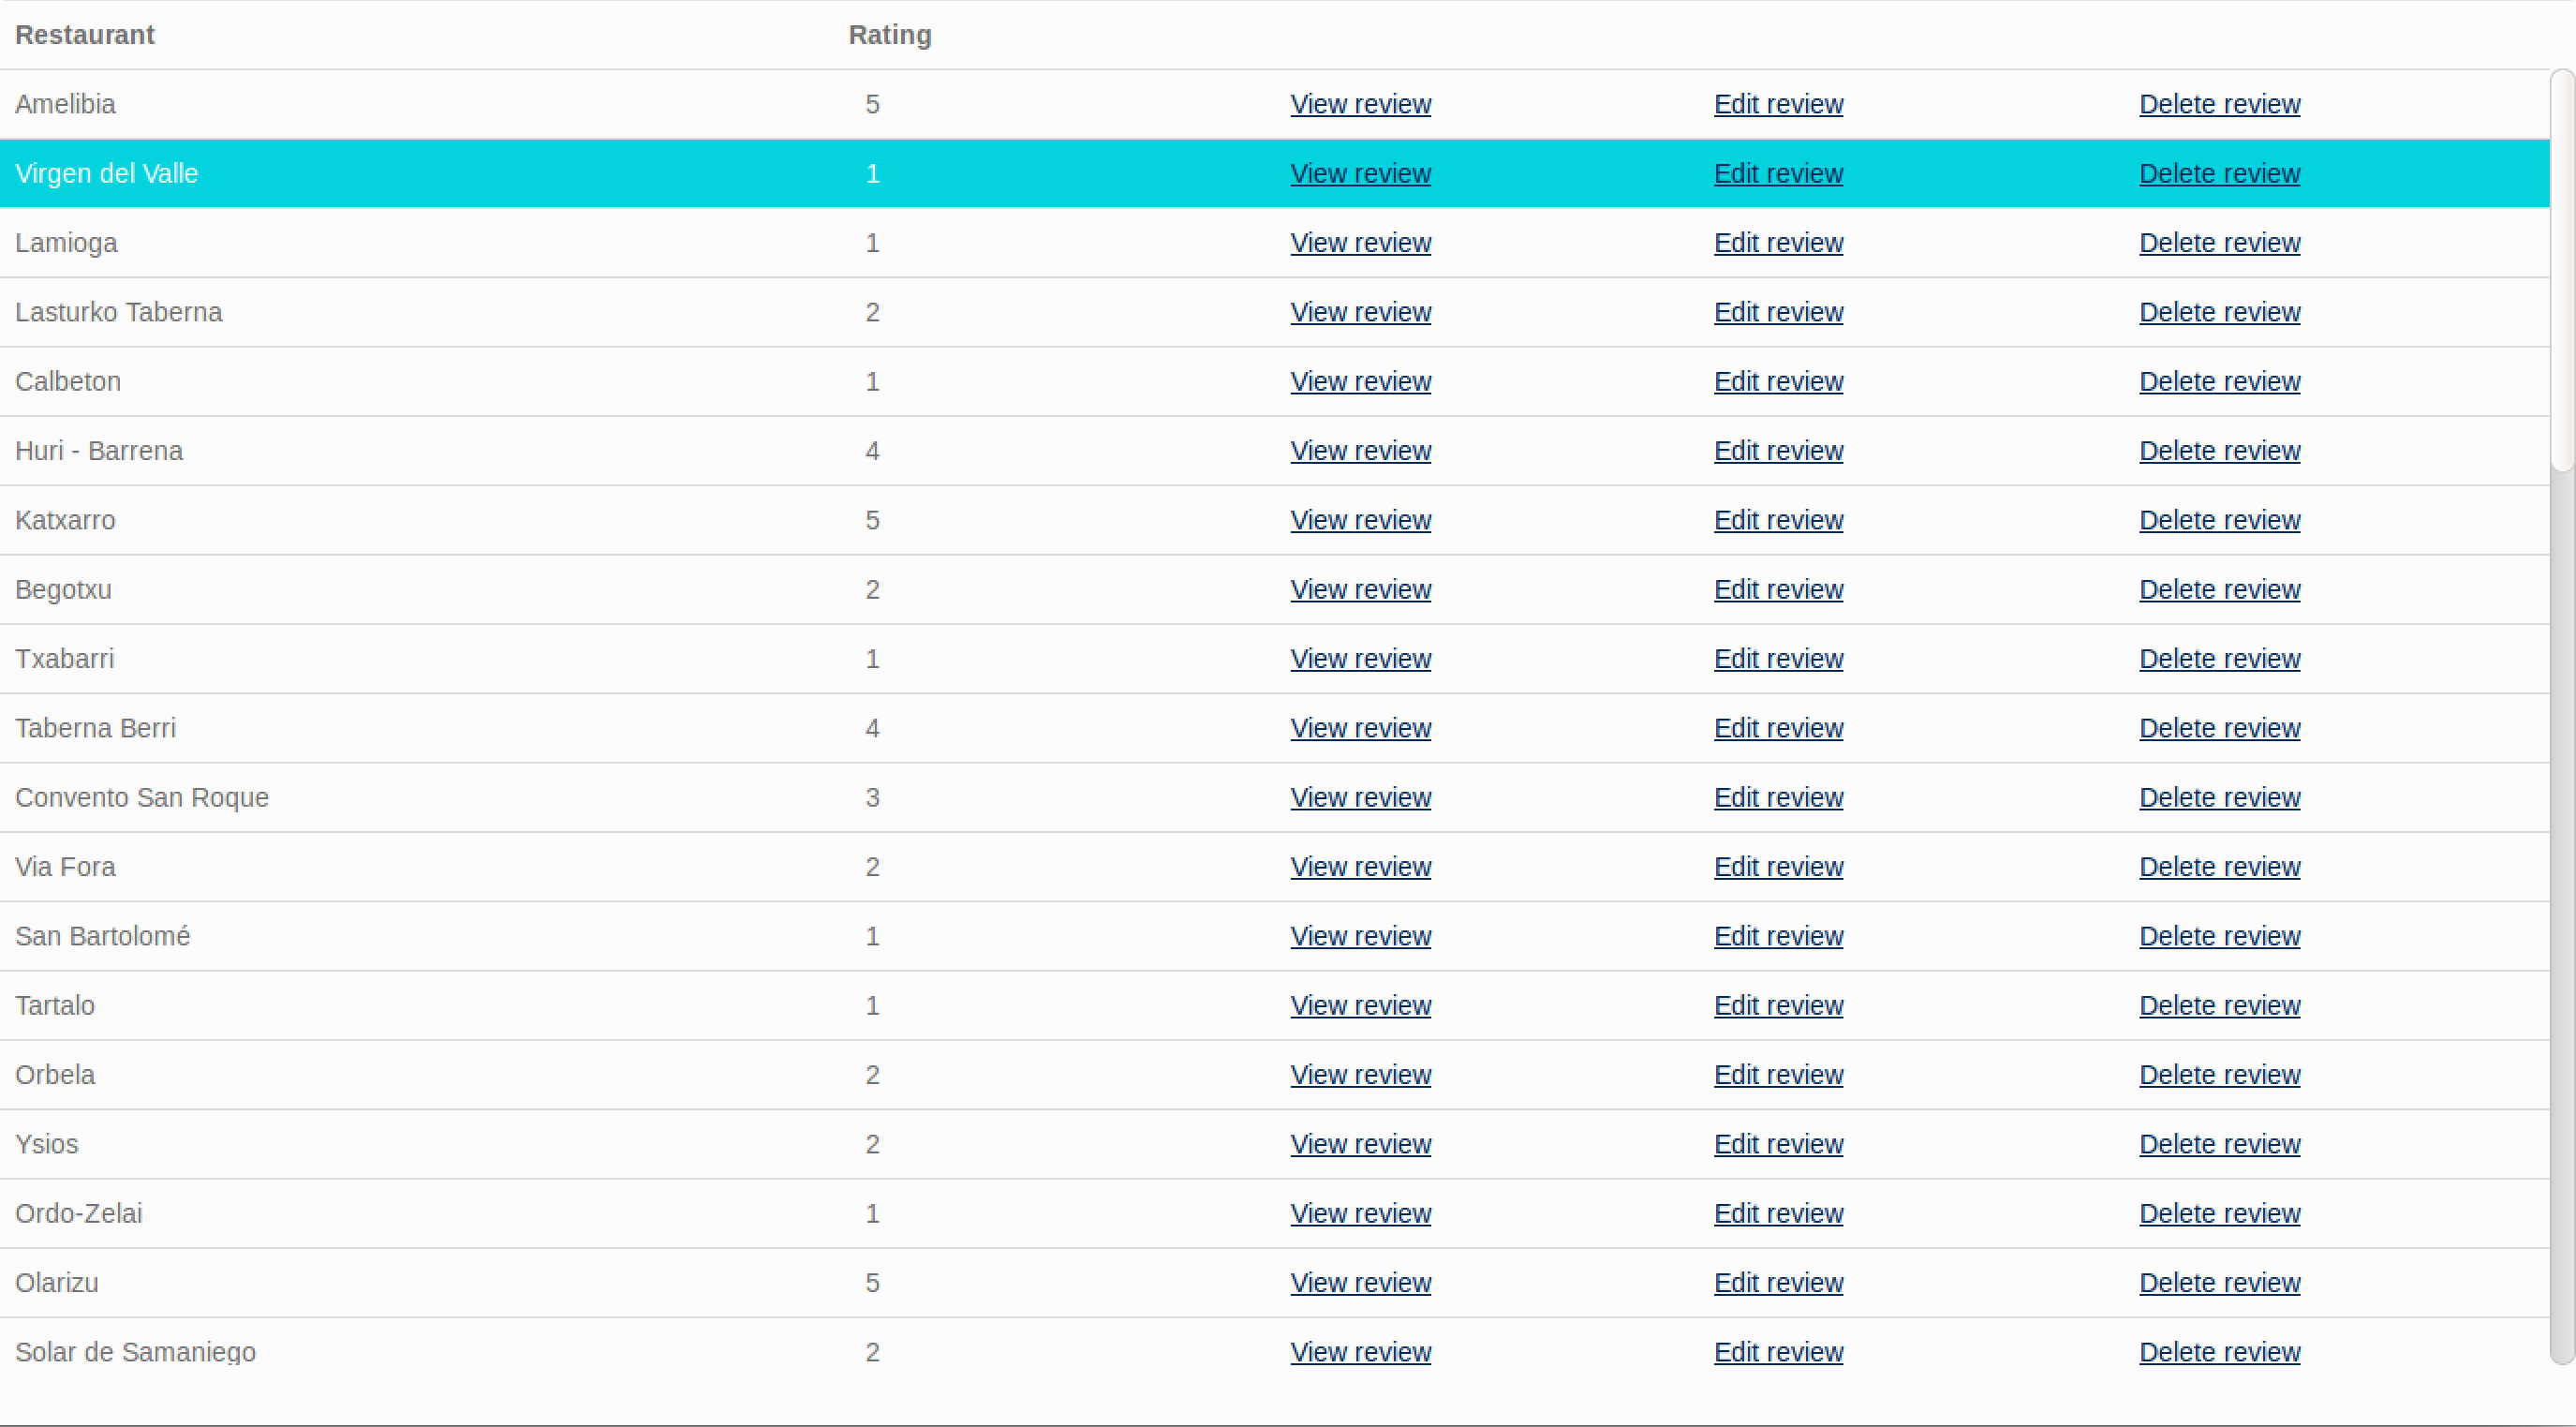 Restaurant Rating
Amelibia 5 View review Edit review Delete review
Virgen del Valle 1 View review Edit review Delete review
Lamioga 1 View review Edit review Delete review
Lasturko Taberna 2 View review Edit review Delete review
Calbeton 1 View review Edit review Delete review
Huri - Barrena 4 View review Edit review Delete review
Katxarro 5 View review Edit review Delete review
Begotxu 2 View review Edit review Delete review
Txabarri 1 View review Edit review Delete review
Taberna Berri 4 View review Edit review Delete review
Convento San Roque 3 View review Edit review Delete review
Via Fora 2 View review Edit review Delete review
San Bartolomé 1 View review Edit review Delete review
Tartalo 1 View review Edit review Delete review
Orbela 2 View review Edit review Delete review
Ysios 2 View review Edit review Delete review
Ordo-Zelai 1 View review Edit review Delete review
Olarizu 5 View review Edit review Delete review
Solar de Samaniego 2 View review Edit review Delete review